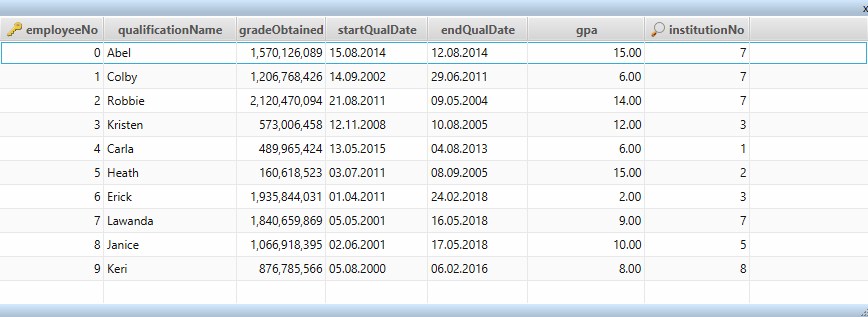 employeeNo qualificationName gradeObtained startQualDate endQualDate gpa institutionNo
0 Abel 1,570,126,089 15.08.2014 12.08.2014 15.00 7
1 Colby 1,206,768,426 14.09.2002 29.06.2011 6.00 7
2 Robbie 2,120,470,094 21.08.2011 09.05.2004 14.00 7
3 Kristen 573,006,458 12.11.2008 10.08.2005 12.00 3
4 Carla 489,965,424 13.05.2015 04.08.2013 6.00 1
5 Heath 160,618,523 03.07.2011 08.09.2005 15.00 2
6 Erick 1,935,844,031 01.04.2011 24.02.2018 2.00 3
7 Lawanda 1,840,659,869 05.05.2001 16.05.2018 9.00 7
8 Janice 1,066,918,395 02.06.2001 17.05.2018 10.00 5
9 Keri 876,785,566 05.08.2000 06.02.2016 8.00 8